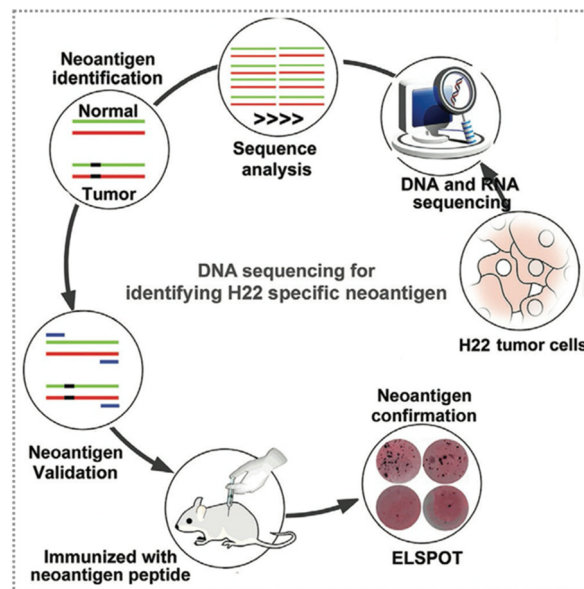 Neoantigen
identification
Normal
Tumor
>>>>
Sequence
analysis
DNA and RNA
sequencing
DNA sequencing for
identifying H22 specific neoantigen
H22 tumor cells
Neoantigen
Validation
Immunized with
neoantigen peptide
Neoantigen
confirmation
ELSPOT